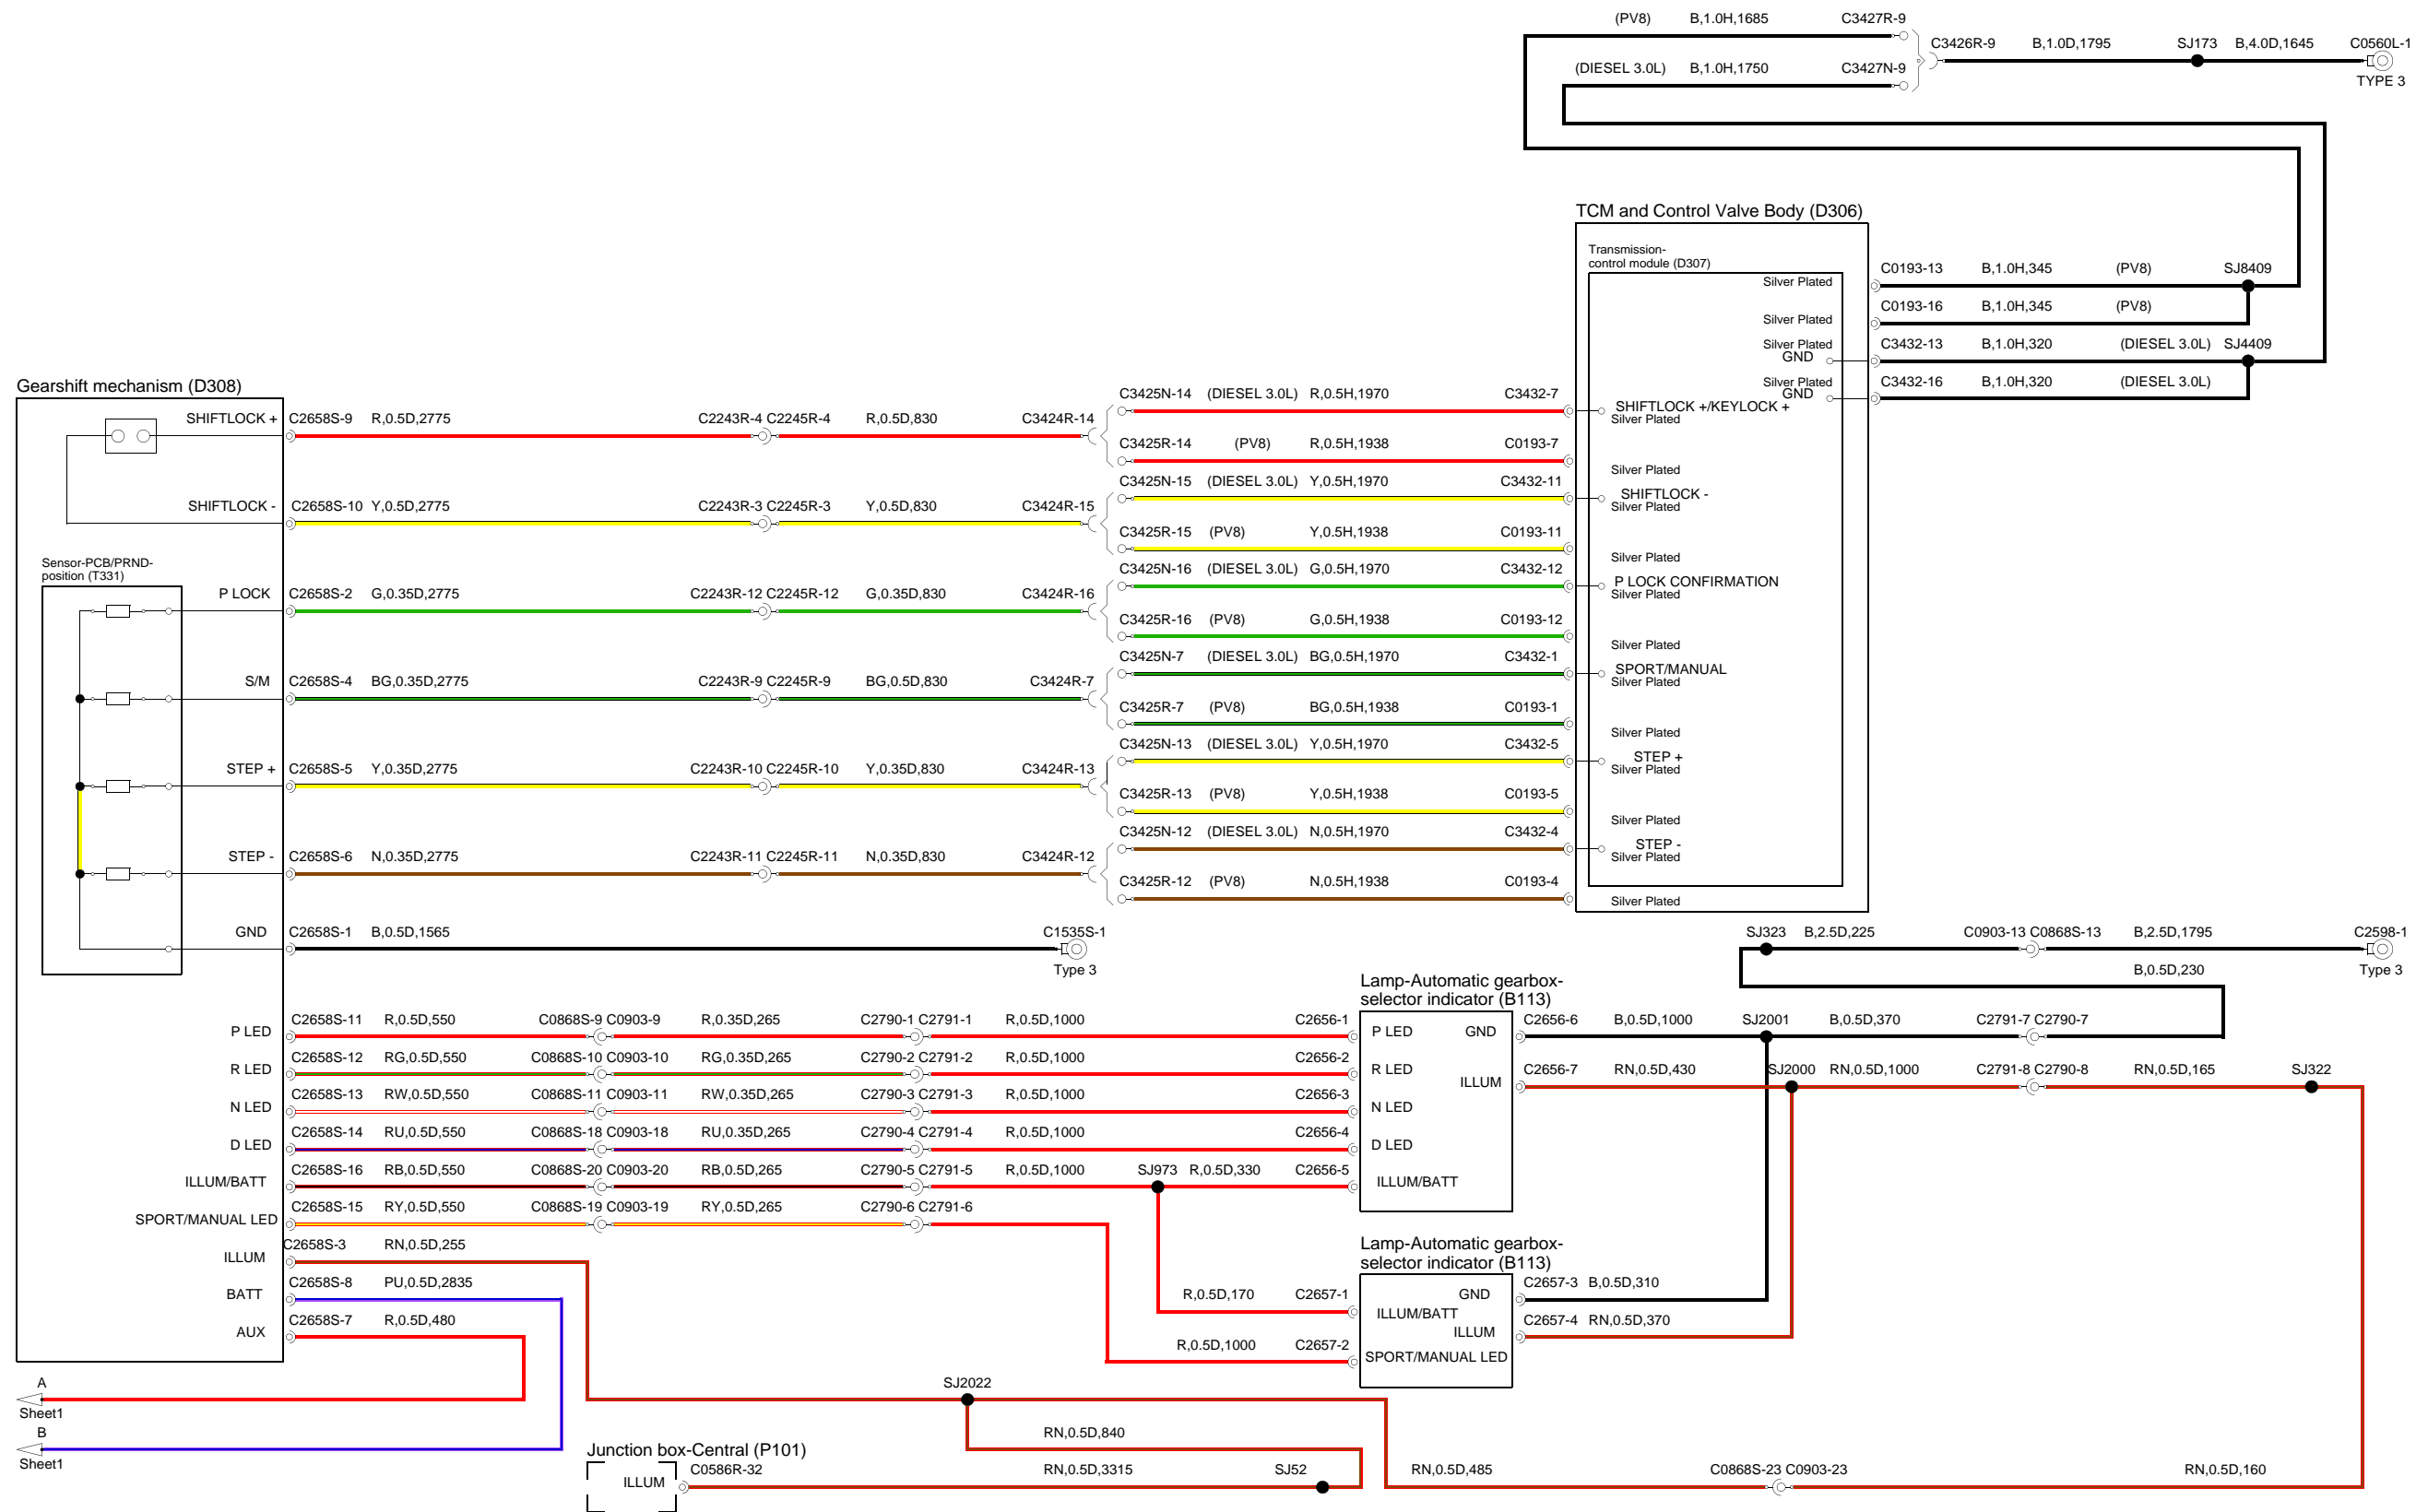 (PV8) B,1.0H,1685 C3427R-9
C3426R-9 B,1.0D,1795 SJ173 B,4.0D,1645 C0560L-1
(DIESEL 3.0L) B,1.0H,1750 C3427N-9
TYPE 3
TCM and Control Valve Body (D306)
Transmission-
control module (D307)
Silver Plated
C0193-13 B,1.0H,345 (PV8) SJ8409
Silver Plated
C0193-16 B,1.0H,345 (PV8)
Silver Plated
GND
C3432-13 B,1.0H,320 (DIESEL 3.0L) SJ4409
Silver Plated
GND
C3432-16 B,1.0H,320 (DIESEL 3.0L)
Gearshift mechanism (D308)
SHIFTLOCK + C2658S-9 R,0.5D,2775 C2243R-4 C2245R-4 R,0.5D,830 C3424R-14
C3425N-14 (DIESEL 3.0L) R,0.5H,1970 C3432-7
SHIFTLOCK +/KEYLOCK +
Silver Plated
C3425R-14 (PV8) R,0.5H,1938 C0193-7
Silver Plated
SHIFTLOCK - C2658S-10 Y,0.5D,2775 C2243R-3 C2245R-3 Y,0.5D,830 C3424R-15
C3425N-15 (DIESEL 3.0L) Y,0.5H,1970 C3432-11
SHIFTLOCK -
Silver Plated
C3425R-15 (PV8) Y,0.5H,1938 C0193-11
Silver Plated
Sensor-PCB/PRND-
position (T331)
P LOCK C2658S-2 G,0.35D,2775 C2243R-12 C2245R-12 G,0.35D,830 C3424R-16
C3425N-16 (DIESEL 3.0L) G,0.5H,1970 C3432-12
P LOCK CONFIRMATION
Silver Plated
C3425R-16 (PV8) G,0.5H,1938 C0193-12
Silver Plated
S/M C2658S-4 BG,0.35D,2775 C2243R-9 C2245R-9 BG,0.5D,830 C3424R-7
C3425N-7 (DIESEL 3.0L) BG,0.5H,1970 C3432-1
SPORT/MANUAL
Silver Plated
C3425R-7 (PV8) BG,0.5H,1938 C0193-1
Silver Plated
STEP + C2658S-5 Y,0.35D,2775 C2243R-10 C2245R-10 Y,0.35D,830 C3424R-13
C3425N-13 (DIESEL 3.0L) Y,0.5H,1970 C3432-5
STEP +
Silver Plated
C3425R-13 (PV8) Y,0.5H,1938 C0193-5
Silver Plated
STEP - C2658S-6 N,0.35D,2775 C2243R-11 C2245R-11 N,0.35D,830 C3424R-12
C3425N-12 (DIESEL 3.0L) N,0.5H,1970 C3432-4
STEP -
Silver Plated
C3425R-12 (PV8) N,0.5H,1938 C0193-4
Silver Plated
GND C2658S-1 B,0.5D,1565 C1535S-1
Type 3
SJ323 B,2.5D,225 C0903-13 C0868S-13 B,2.5D,1795 C2598-1
B,0.5D,230 Type 3
Lamp-Automatic gearbox-
selector indicator (B113)
P LED C2658S-11 R,0.5D,550 C0868S-9 C0903-9 R,0.35D,265 C2790-1 C2791-1 R,0.5D,1000 C2656-1 P LED
GND C2656-6 B,0.5D,1000 SJ2001 B,0.5D,370 C2791-7 C2790-7
R LED C2658S-12 RG,0.5D,550 C0868S-10 C0903-10 RG,0.35D,265 C2790-2 C2791-2 R,0.5D,1000 C2656-2 R LED
ILLUM C2656-7 RN,0.5D,430 SJ2000 RN,0.5D,1000 C2791-8 C2790-8 RN,0.5D,165 SJ322
N LED C2658S-13 RW,0.5D,550 C0868S-11 C0903-11 RW,0.35D,265 C2790-3 C2791-3 R,0.5D,1000 C2656-3 N LED
D LED C2658S-14 RU,0.5D,550 C0868S-18 C0903-18 RU,0.35D,265 C2790-4 C2791-4 R,0.5D,1000 C2656-4 D LED
ILLUM/BATT C2658S-16 RB,0.5D,550 C0868S-20 C0903-20 RB,0.5D,265 C2790-5 C2791-5 R,0.5D,1000 SJ973 R,0.5D,330 C2656-5 ILLUM/BATT
SPORT/MANUAL LED C2658S-15 RY,0.5D,550 C0868S-19 C0903-19 RY,0.5D,265 C2790-6 C2791-6
Lamp-Automatic gearbox-
selector indicator (B113)
ILLUM C2658S-3 RN,0.5D,255
BATT C2658S-8 PU,0.5D,2835
R,0.5D,170 C2657-1 ILLUM/BATT
GND C2657-3 B,0.5D,310
AUX C2658S-7 R,0.5D,480
ILLUM C2657-4 RN,0.5D,370
R,0.5D,1000 C2657-2 SPORT/MANUAL LED
A
Sheet1
SJ2022
B
Sheet1
RN,0.5D,840
Junction box-Central (P101)
ILLUM C0586R-32 RN,0.5D,3315 SJ52 RN,0.5D,485 C0868S-23 C0903-23 RN,0.5D,160